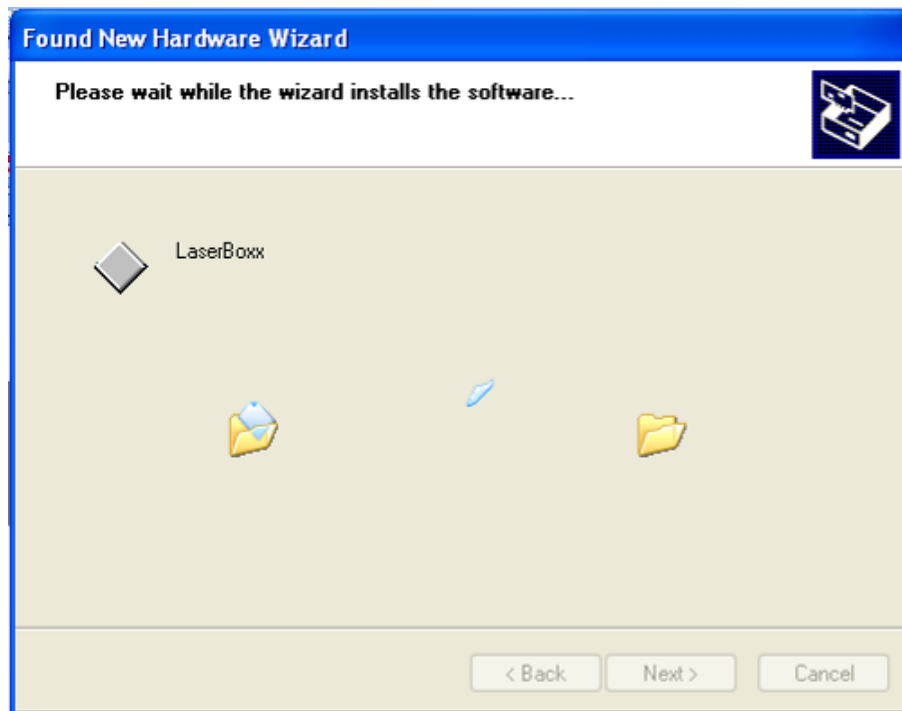 Found New Hardware Wizard
Please wait while the wizard installs the software...
LaserBoxx
< Back
Next >
Cancel